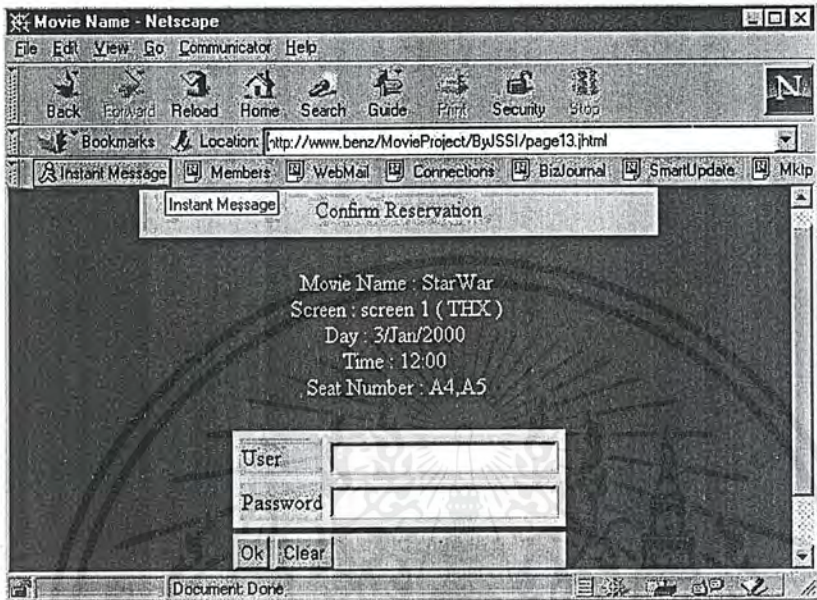 Movie Name - Netscape
File Edit View Go Communicator Help
Back Forward Reload Home Search Guide Print Security Stop
N
Bookmarks Location: http://www.benz/MovieProject/ByJSSI/page13.jhtml
Instant Message Members WebMail Connections BizJournal SmartUpdate Mktp
Instant Message
Confirm Reservation
Movie Name : StarWar
Screen : screen 1 ( THX )
Day : 3/Jan/2000
Time : 12:00
Seat Number : A4,A5
User
Password
Ok Clear
Document: Done